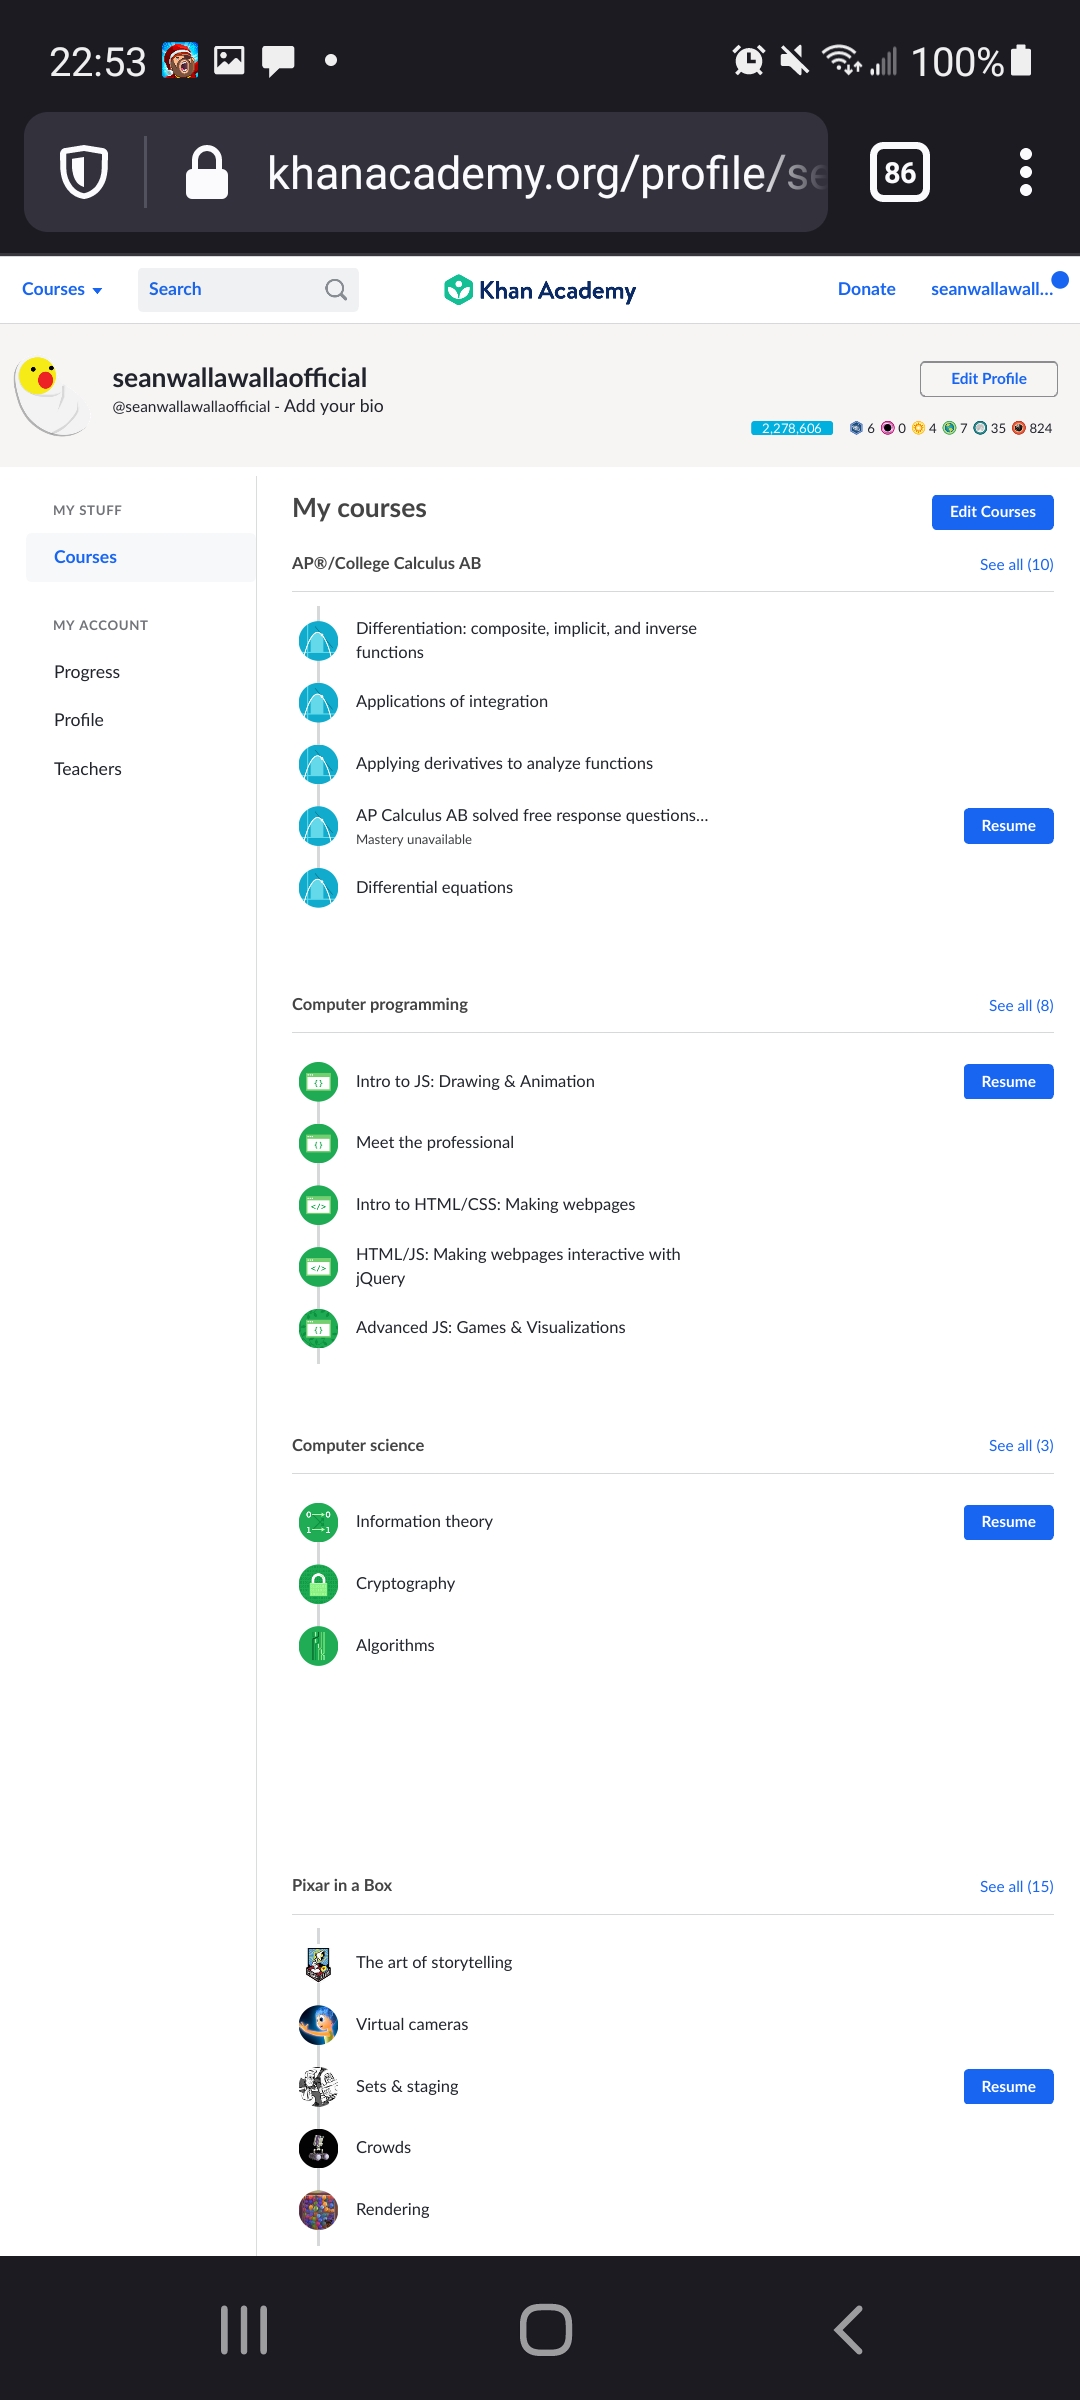 22:53
100%
khanacademy.org/profile/se
86
Courses
Search
Khan Academy
Donate
seanwallawall...
seanwallawallaofficial
@seanwallawallaofficial - Add your bio
Edit Profile
2,278,606 6 0 4 7 35 824
MY STUFF
Courses
MY ACCOUNT
Progress
Profile
Teachers
My courses
Edit Courses
AP®/College Calculus AB
See all (10)
Differentiation: composite, implicit, and inverse
functions
Applications of integration
Applying derivatives to analyze functions
AP Calculus AB solved free response questions...
Mastery unavailable
Resume
Differential equations
Computer programming
See all (8)
Intro to JS: Drawing & Animation
Resume
Meet the professional
Intro to HTML/CSS: Making webpages
HTML/JS: Making webpages interactive with
jQuery
Advanced JS: Games & Visualizations
Computer science
See all (3)
Information theory
Resume
Cryptography
Algorithms
Pixar in a Box
See all (15)
The art of storytelling
Virtual cameras
Sets & staging
Resume
Crowds
Rendering